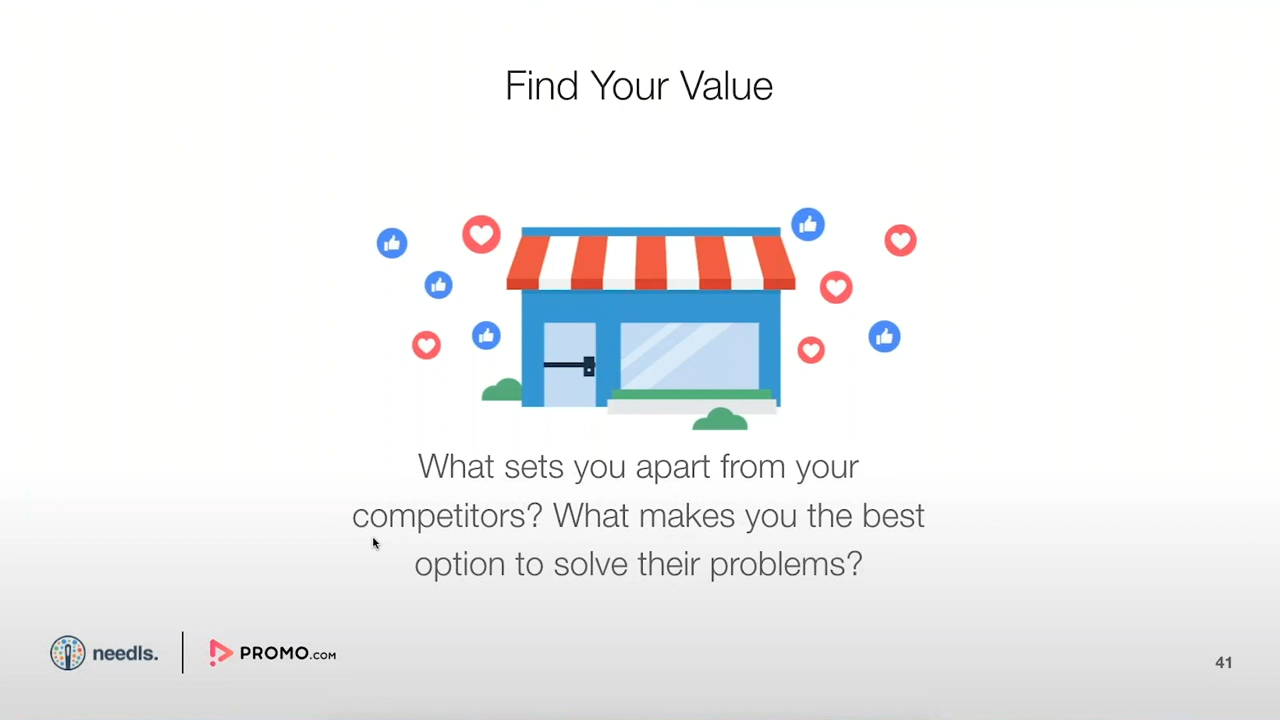 Find Your Value
What sets you apart from your
competitors? What makes you the best
option to solve their problems?
needls.
PROMO.COM
41